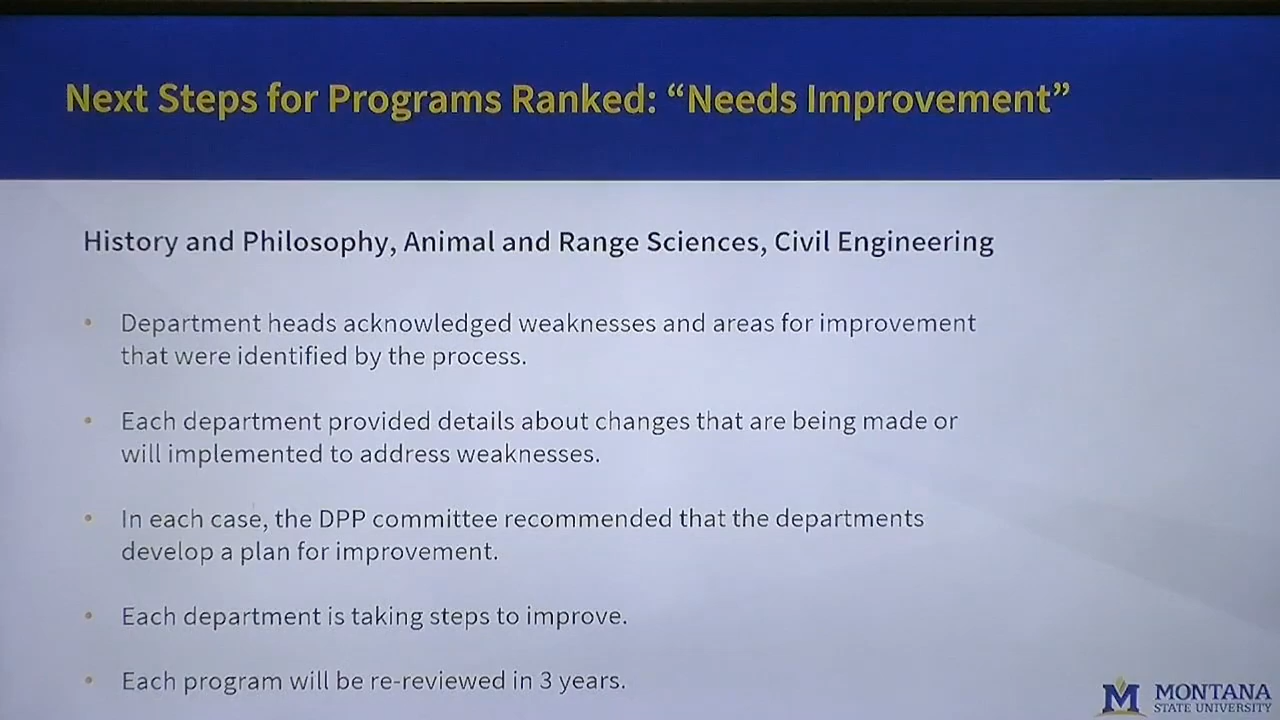 Next Steps for Programs Ranked: “Needs Improvement”
History and Philosophy, Animal and Range Sciences, Civil Engineering
• Department heads acknowledged weaknesses and areas for improvement
that were identified by the process.
• Each department provided details about changes that are being made or
will implemented to address weaknesses.
• In each case, the DPP committee recommended that the departments
develop a plan for improvement.
• Each department is taking steps to improve.
• Each program will be re-reviewed in 3 years.
M MONTANA
STATE UNIVERSITY